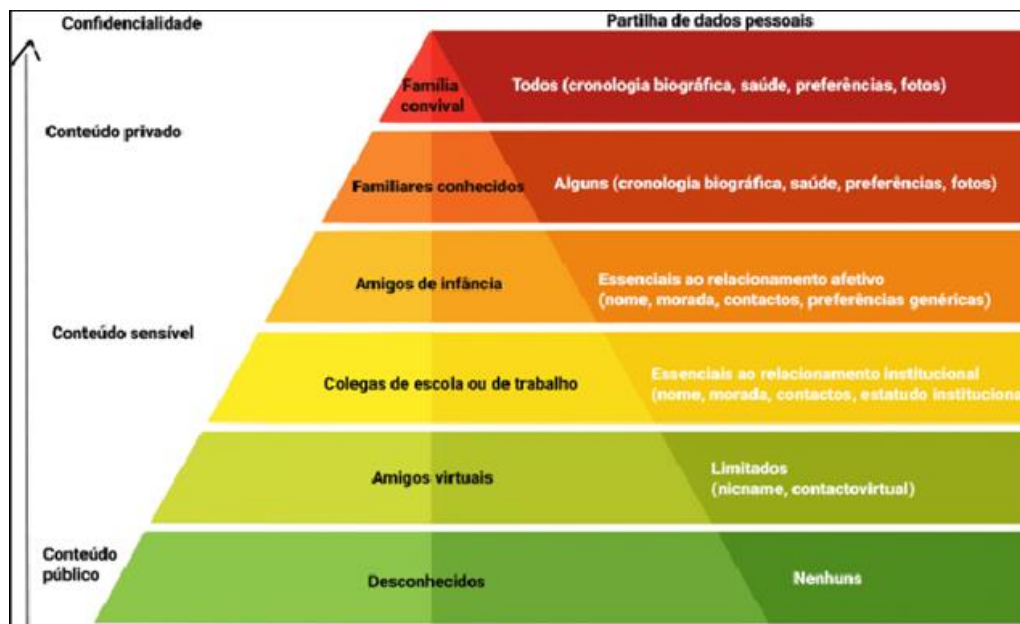 Confidencialidade
Partilha de dados pessoais
Família
convival
Todos (cronologia biográfica, saúde, preferências, fotos)
Conteúdo privado
Familiares conhecidos
Alguns (cronologia biográfica, saúde, preferências, fotos)
Amigos de infância
Essenciais ao relacionamento afetivo
(nome, morada, contactos, preferências genéricas)
Conteúdo sensível
Colegas de escola ou de trabalho
Essenciais ao relacionamento institucional
(nome, morada, contactos, estatudo instituciona
Amigos virtuais
Limitados
(nicname, contactovirtual)
Conteúdo
público
Desconhecidos
Nenhuns